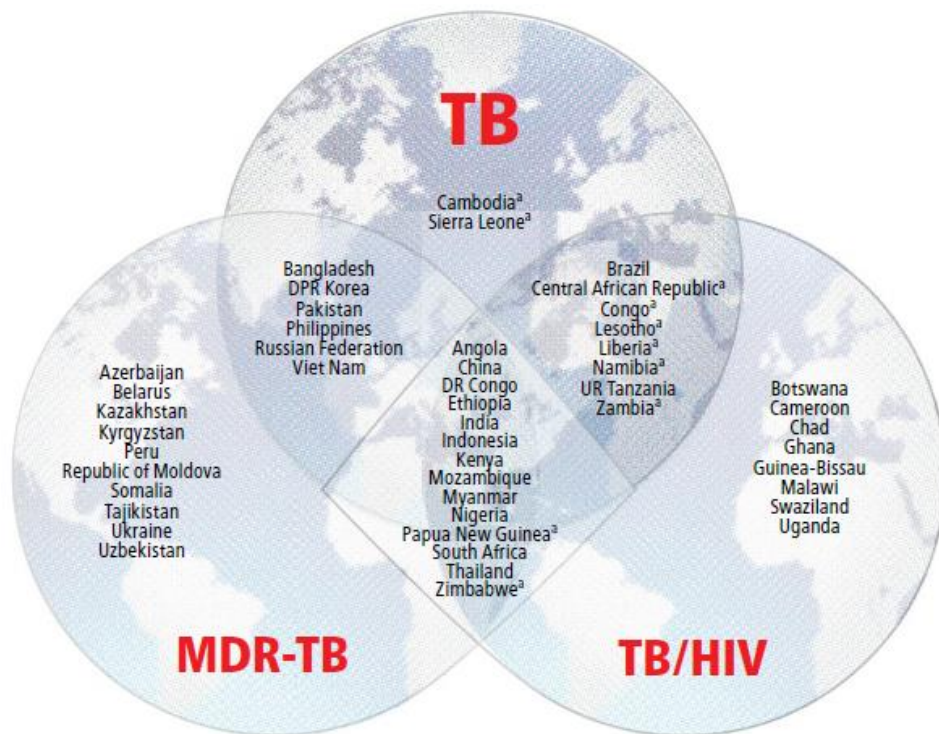 TB
Cambodiaª
Sierra Leoneª
Bangladesh
DPR Korea
Pakistan
Philippines
Russian Federation
Viet Nam
Brazil
Central African Republicª
Congoª
Lesothoª
Liberiaª
Namibiaª
UR Tanzania
Zambiaª
Angola
China
DR Congo
Ethiopia
India
Indonesia
Kenya
Mozambique
Myanmar
Nigeria
Papua New Guineaª
South Africa
Thailand
Zimbabweª
Azerbaijan
Belarus
Kazakhstan
Kyrgyzstan
Peru
Republic of Moldova
Somalia
Tajikistan
Ukraine
Uzbekistan
Botswana
Cameroon
Chad
Ghana
Guinea-Bissau
Malawi
Swaziland
Uganda
MDR-TB
TB/HIV